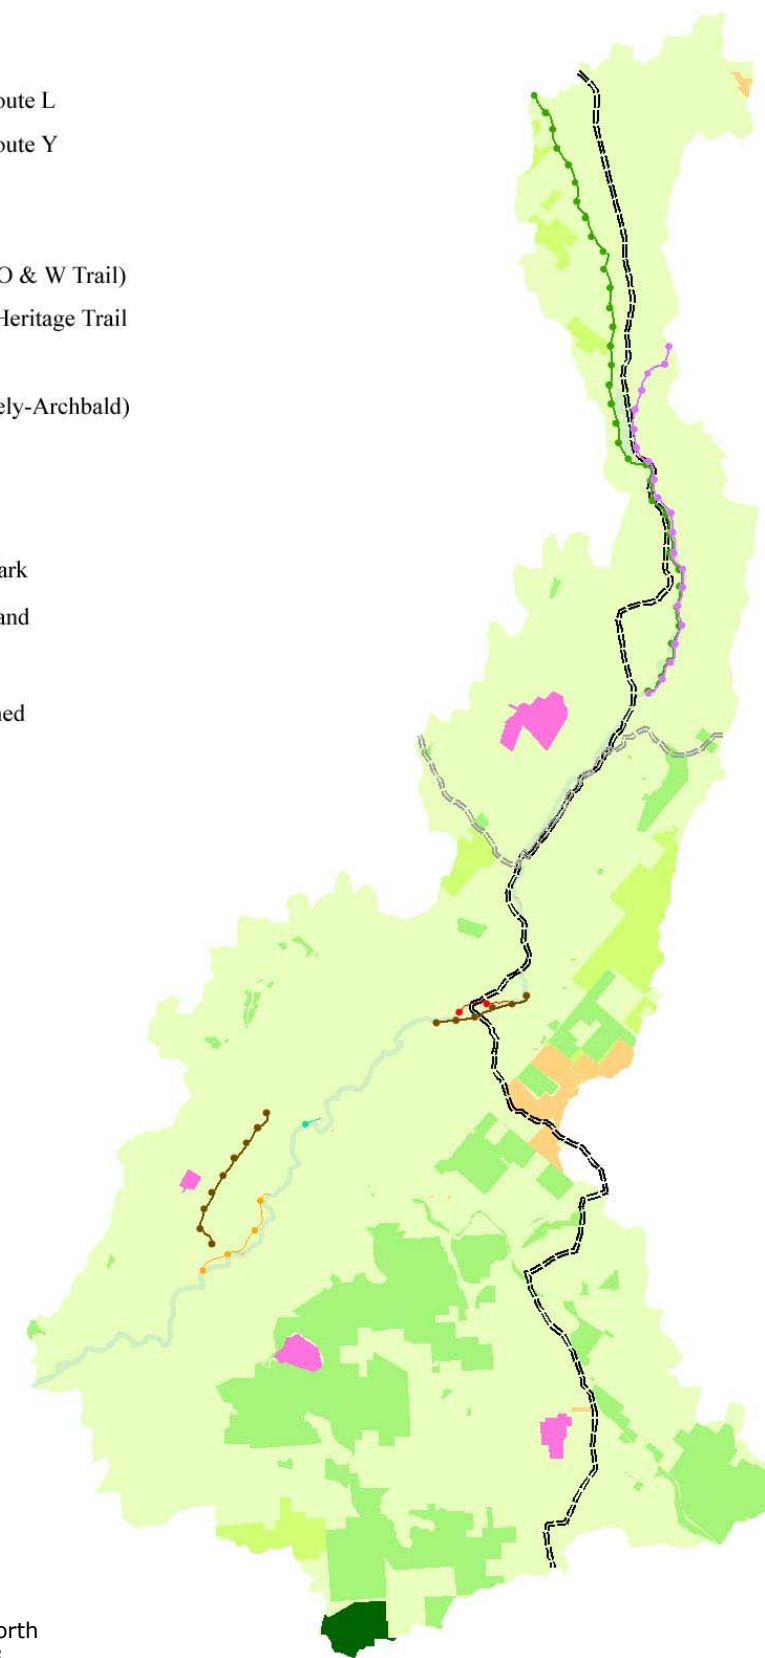 oute L
oute Y
O & W Trail)
Heritage Trail
ely-Archbald)
ark
and
ned
orth